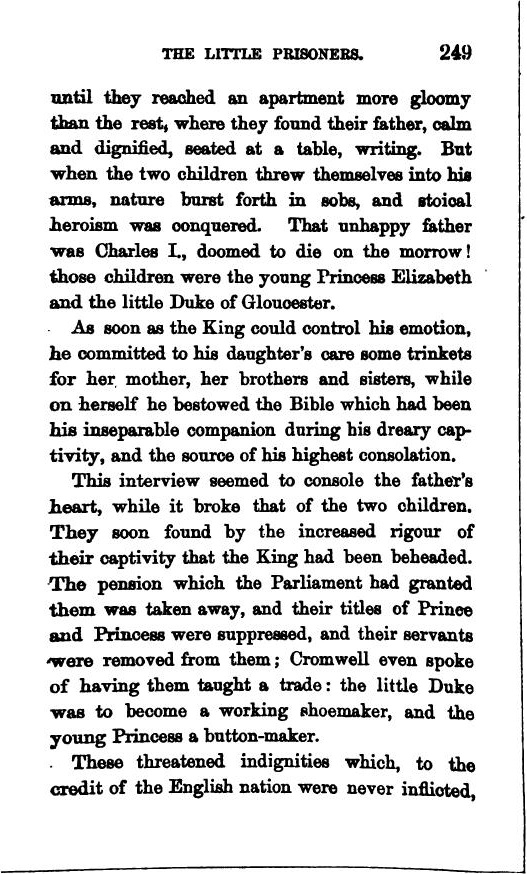 THE LITTLE PRISONERS. 249
until they reached an apartment more gloomy
than the rest, where they found their father, calm
and dignified, seated at a table, writing. But
when the two children threw themselves into his
arms, nature burst forth in sobs, and stoical
heroism was conquered. That unhappy father
was Charles I., doomed to die on the morrow!
those children were the young Princess Elizabeth
and the little Duke of Gloucester.
As soon as the King could control his emotion,
he committed to his daughter's care some trinkets
for her mother, her brothers and sisters, while
on herself he bestowed the Bible which had been
his inseparable companion during his dreary cap-
tivity, and the source of his highest consolation.
This interview seemed to console the father's
heart, while it broke that of the two children.
They soon found by the increased rigour of
their captivity that the King had been beheaded.
The pension which the Parliament had granted
them was taken away, and their titles of Prince
and Princess were suppressed, and their servants
were removed from them; Cromwell even spoke
of having them taught a trade: the little Duke
was to become a working shoemaker, and the
young Princess a button-maker.
These threatened indignities which, to the
credit of the English nation were never inflicted,